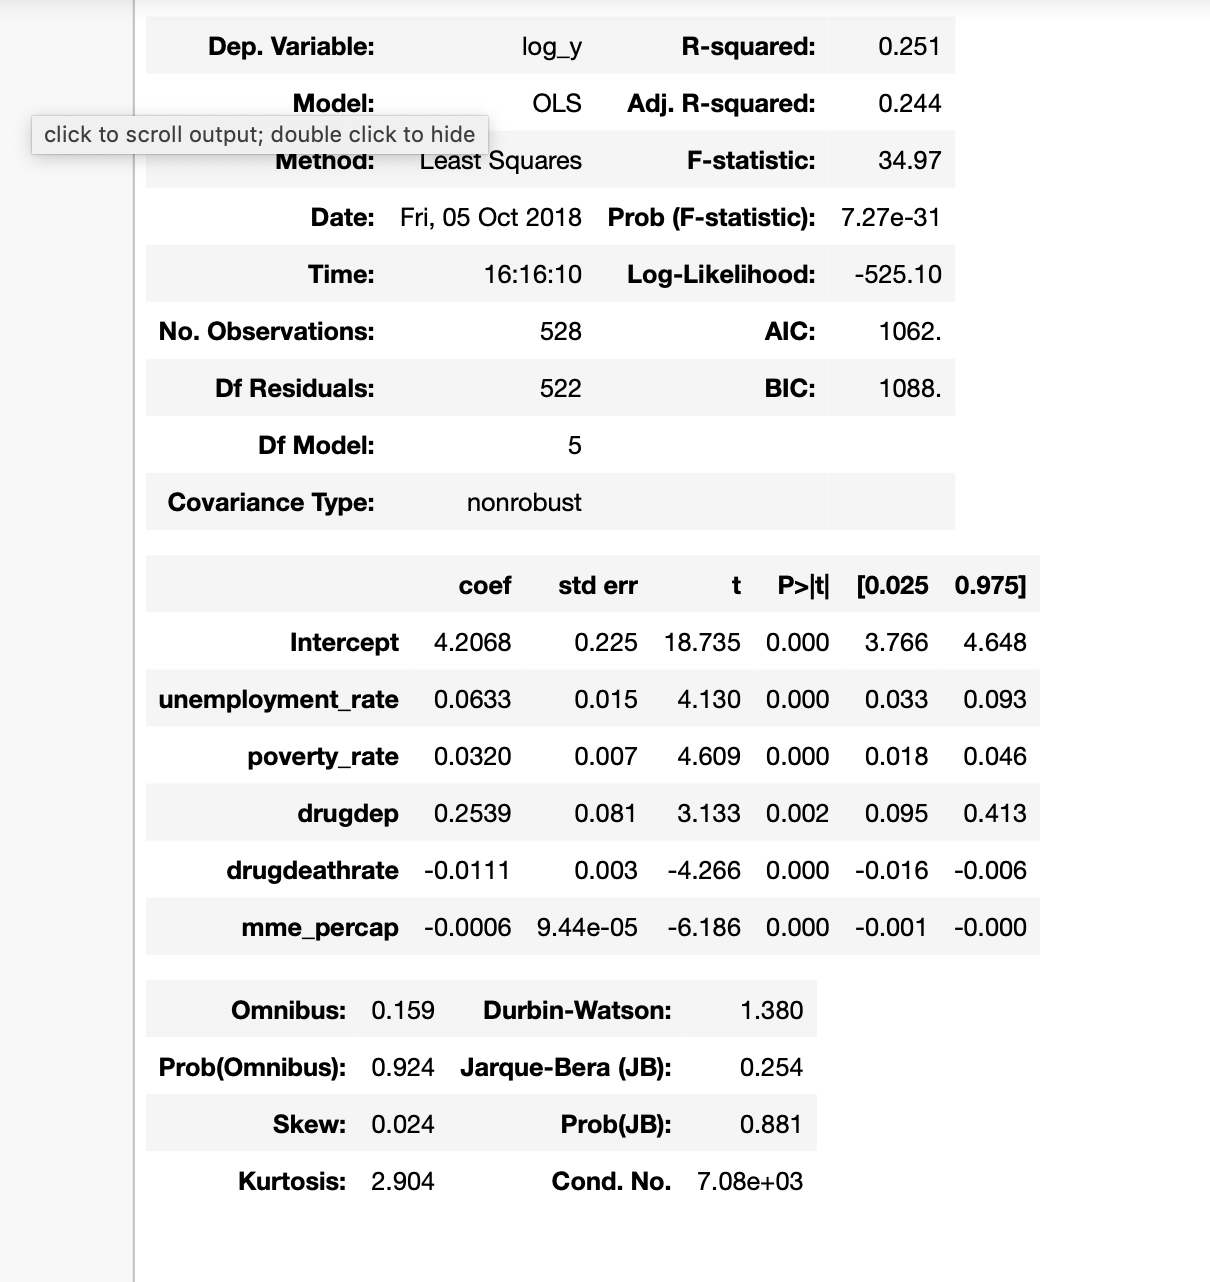 Dep. Variable: log_y R-squared: 0.251
Model: OLS Adj. R-squared: 0.244
click to scroll output; double click to hide
Method: Least Squares F-statistic: 34.97
Date: Fri, 05 Oct 2018 Prob (F-statistic): 7.27e-31
Time: 16:16:10 Log-Likelihood: -525.10
No. Observations: 528 AIC: 1062.
Df Residuals: 522 BIC: 1088.
Df Model: 5
Covariance Type: nonrobust
coef std err t P>|t| [0.025 0.975]
Intercept 4.2068 0.225 18.735 0.000 3.766 4.648
unemployment_rate 0.0633 0.015 4.130 0.000 0.033 0.093
poverty_rate 0.0320 0.007 4.609 0.000 0.018 0.046
drugdep 0.2539 0.081 3.133 0.002 0.095 0.413
drugdeathrate -0.0111 0.003 -4.266 0.000 -0.016 -0.006
mme_percap -0.0006 9.44e-05 -6.186 0.000 -0.001 -0.000
Omnibus: 0.159 Durbin-Watson: 1.380
Prob(Omnibus): 0.924 Jarque-Bera (JB): 0.254
Skew: 0.024 Prob(JB): 0.881
Kurtosis: 2.904 Cond. No. 7.08e+03